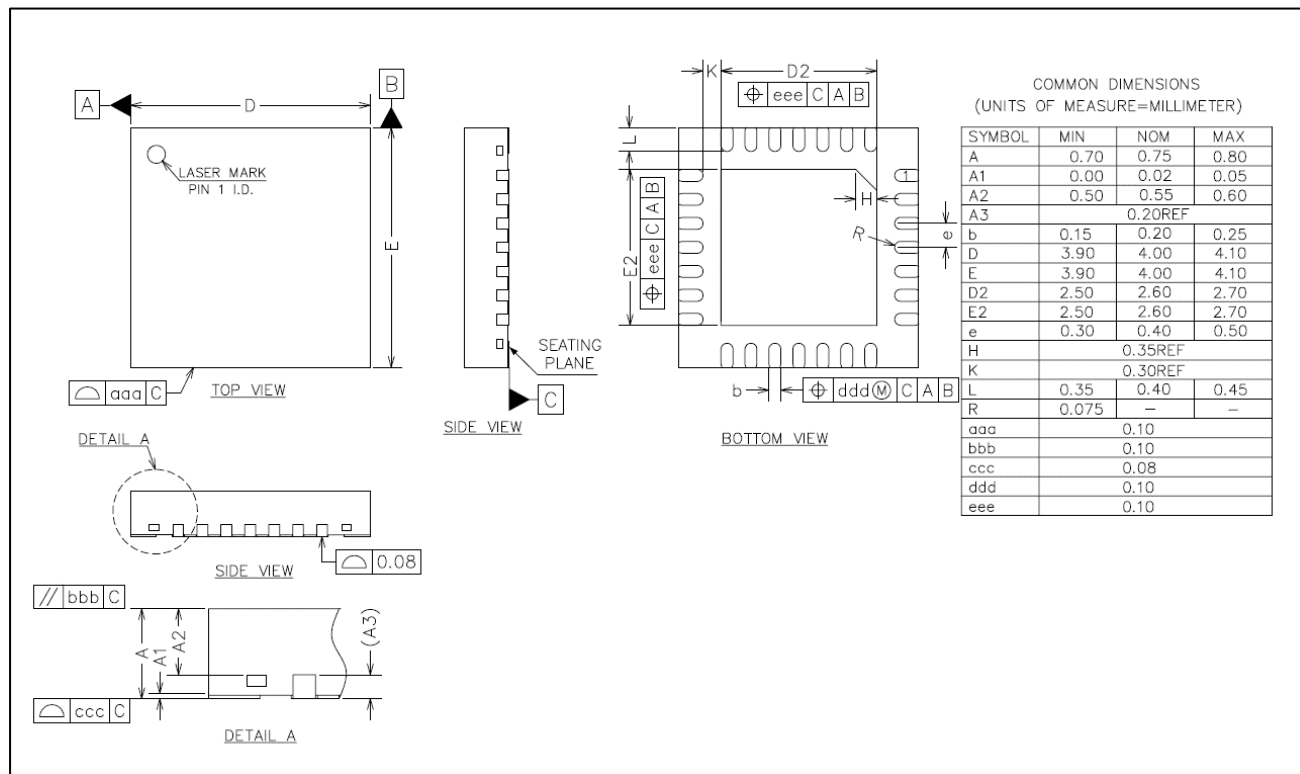 A
D
B
LASER MARK
PIN 1 I.D.
E
⌓ aaa C
TOP VIEW
SEATING
PLANE
C
SIDE VIEW
K
D2
⌖ eee C A B
L
1
H
R
e
E2
⌖ eee C A B
b
⌖ ddd Ⓜ C A B
BOTTOM VIEW
COMMON DIMENSIONS
(UNITS OF MEASURE=MILLIMETER)
SYMBOL MIN NOM MAX
A 0.70 0.75 0.80
A1 0.00 0.02 0.05
A2 0.50 0.55 0.60
A3 0.20REF
b 0.15 0.20 0.25
D 3.90 4.00 4.10
E 3.90 4.00 4.10
D2 2.50 2.60 2.70
E2 2.50 2.60 2.70
e 0.30 0.40 0.50
H 0.35REF
K 0.30REF
L 0.35 0.40 0.45
R 0.075 – –
aaa 0.10
bbb 0.10
ccc 0.08
ddd 0.10
eee 0.10
DETAIL A
⌓ 0.08
SIDE VIEW
// bbb C
A
A1
A2
(A3)
⌓ ccc C
DETAIL A